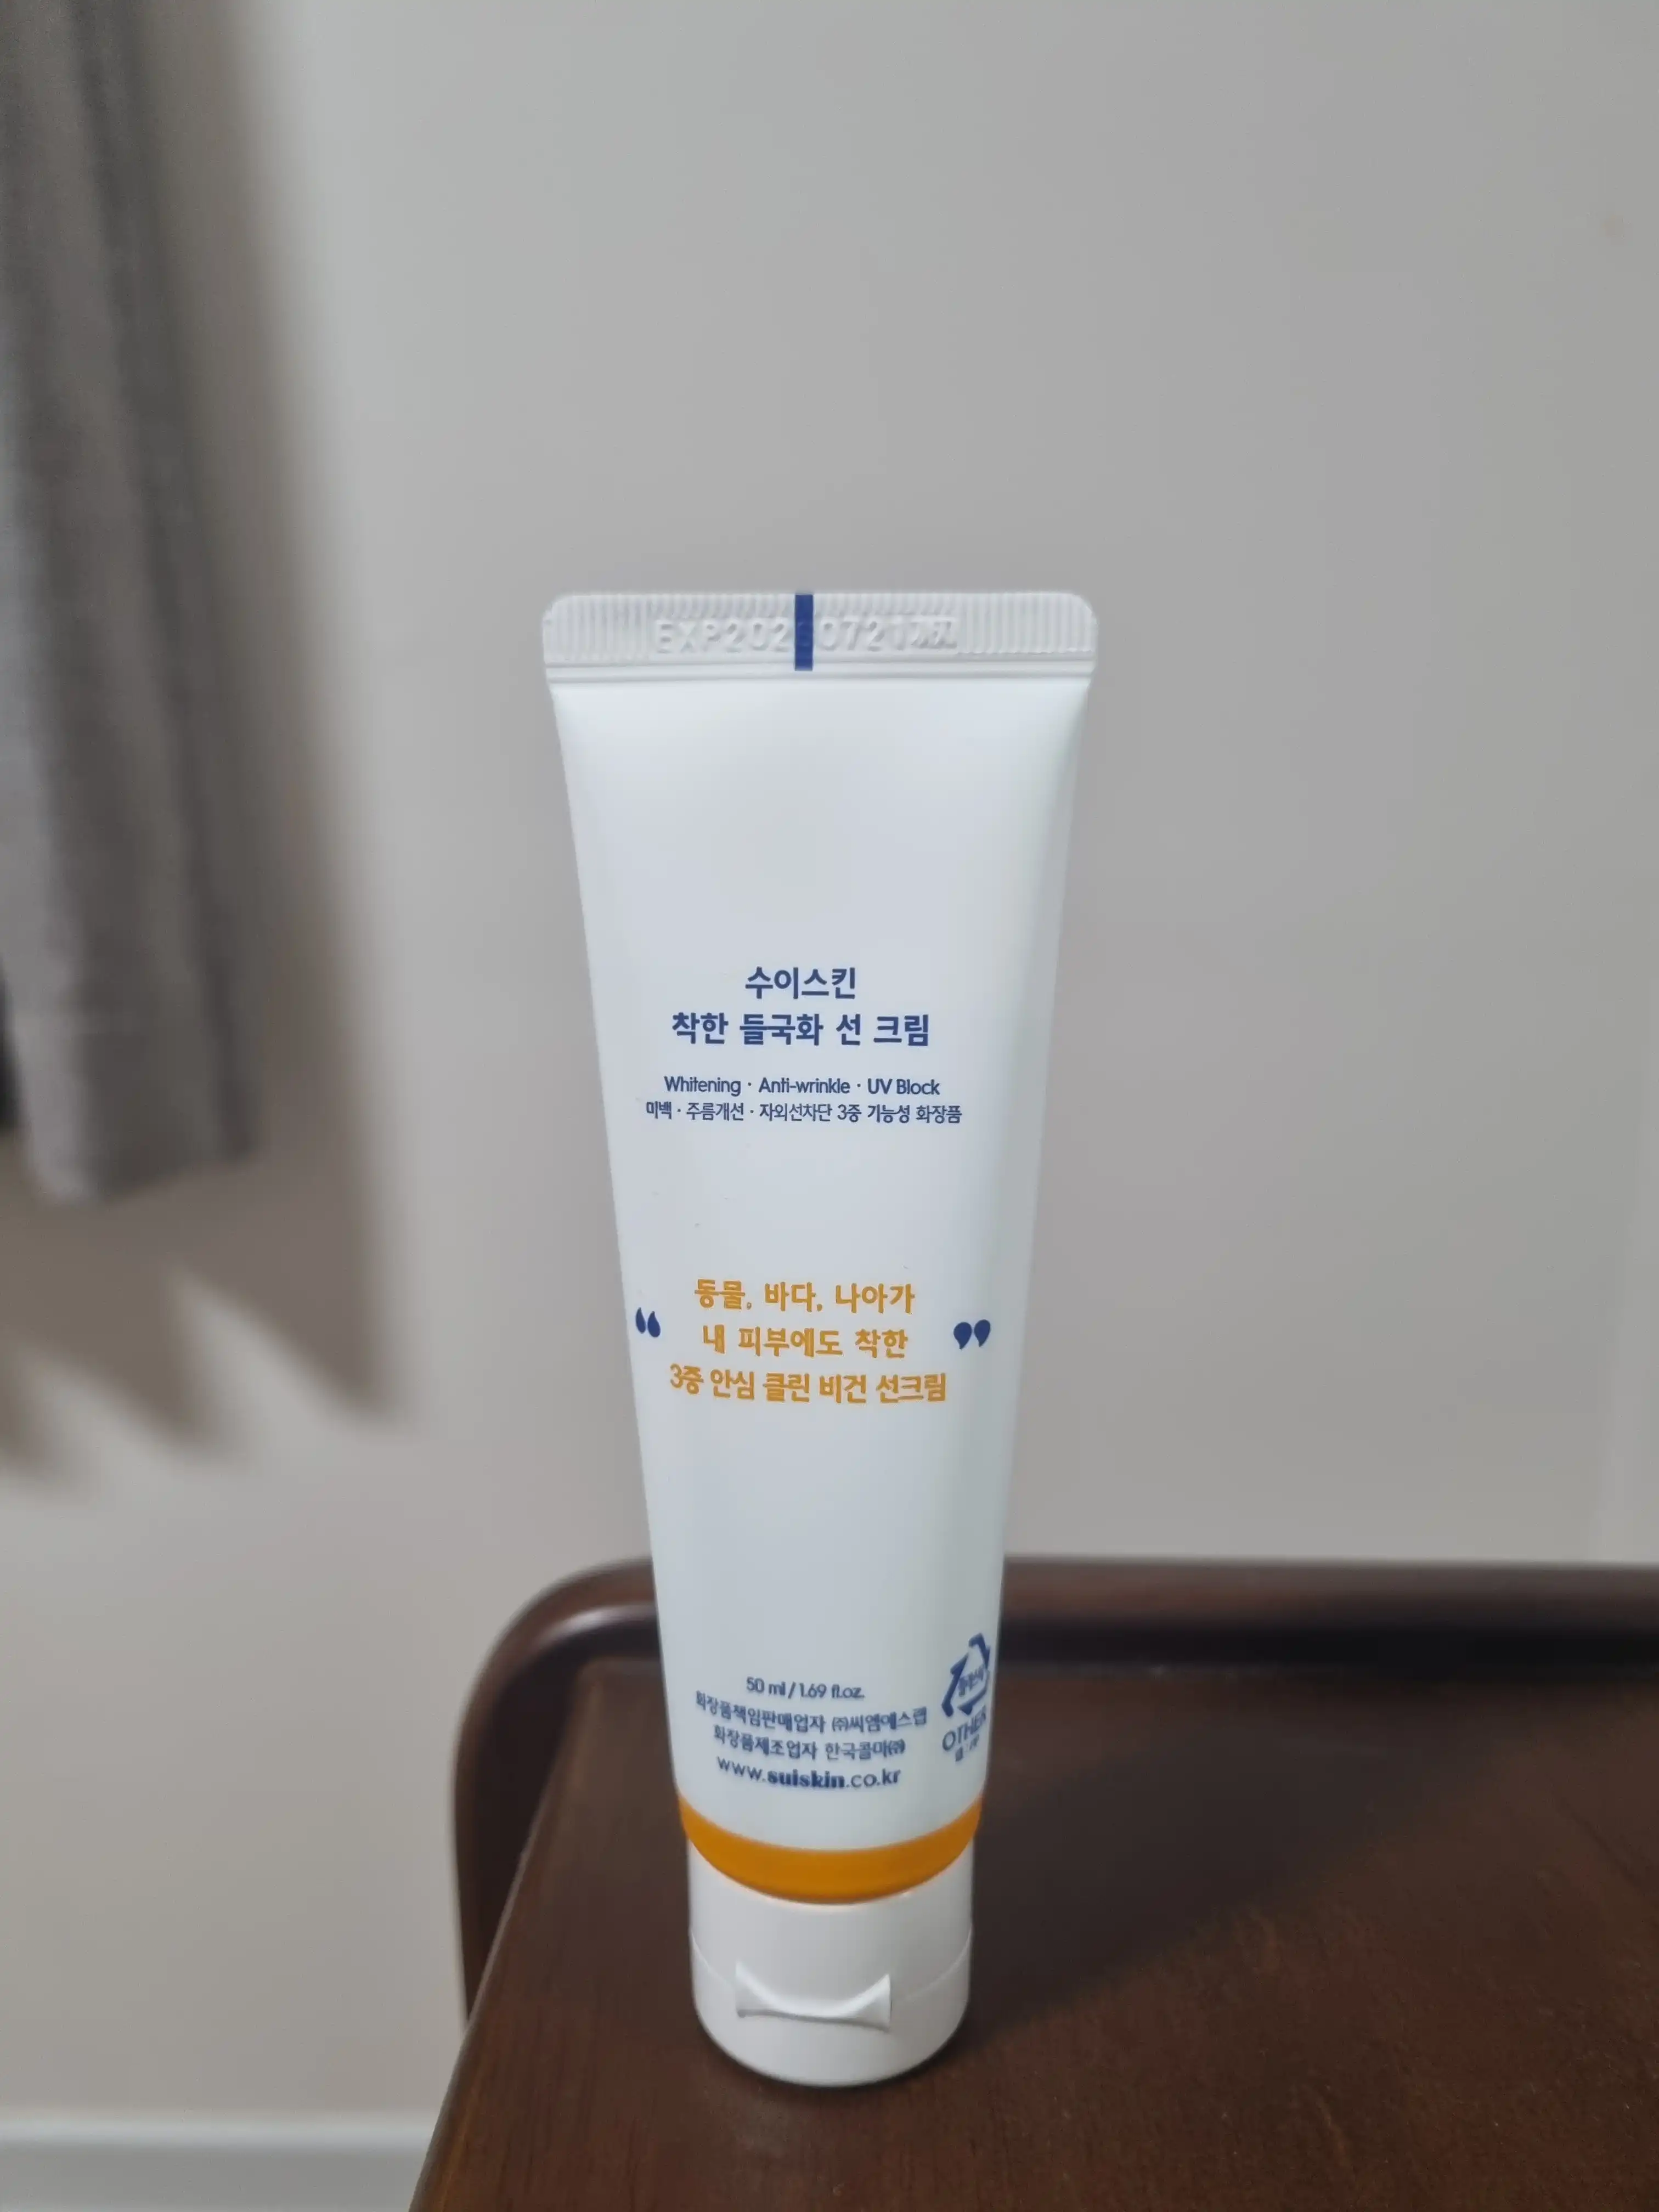 수이스킨
착한 들국화 선 크림
Whitening · Anti-wrinkle · UV Block
미백 · 주름개선 · 자외선차단 3중 기능성 화장품
“ 동물, 바다, 나아가
내 피부에도 착한
3중 안심 클린 비건 선크림 ”
50 ml / 1.69 fl.oz.
화장품책임판매업자 ㈜씨엠에스랩
화장품제조업자 한국콜마㈜
www.suiskin.co.kr
OTHER